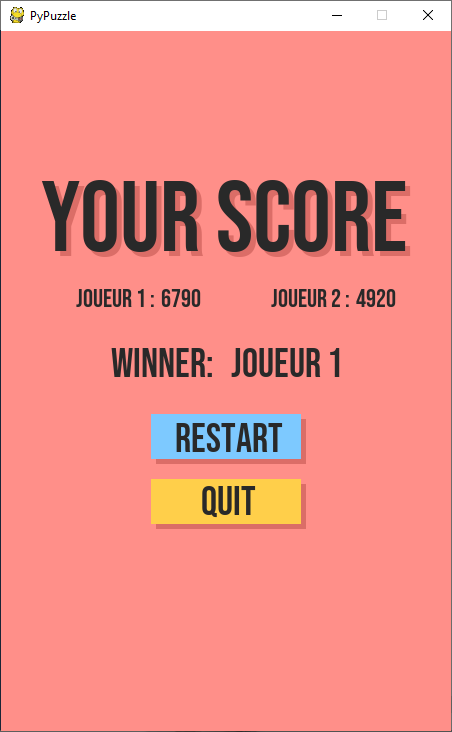 PyPuzzle
YOUR SCORE
JOUEUR 1 : 6790 JOUEUR 2 : 4920
WINNER: JOUEUR 1
RESTART
QUIT